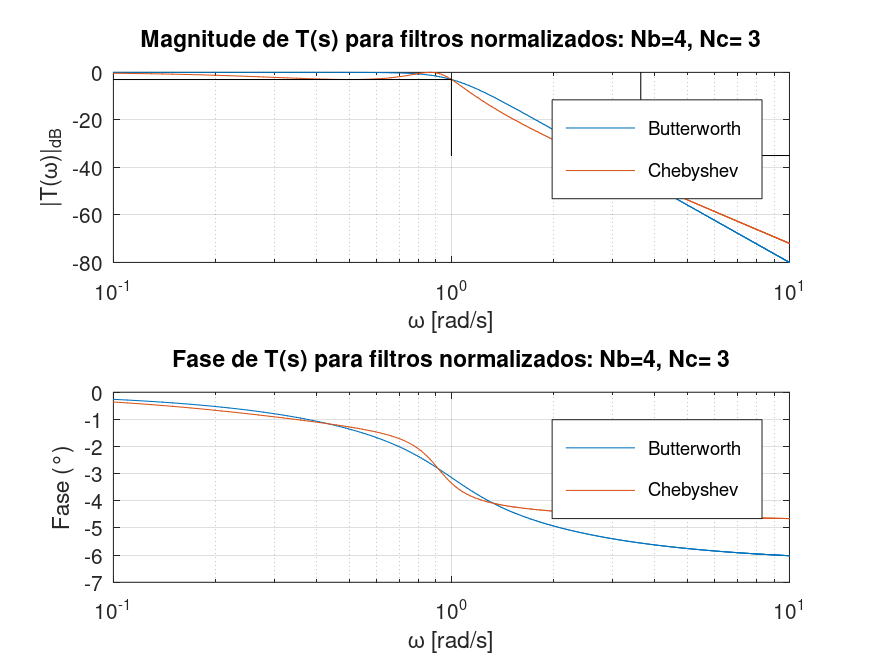 Magnitude de T(s) para filtros normalizados: Nb=4, Nc= 3
|T(ω)|dB
0
-20
-40
-60
-80
Butterworth
Chebyshev
10-1
100
101
ω [rad/s]
Fase de T(s) para filtros normalizados: Nb=4, Nc= 3
Fase (°)
0
-1
-2
-3
-4
-5
-6
-7
Butterworth
Chebyshev
10-1
100
101
ω [rad/s]